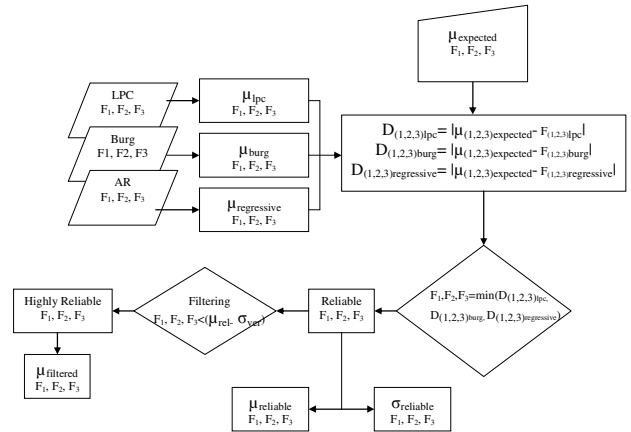 μexpected
F1, F2, F3
LPC
F1, F2, F3
μlpc
F1, F2, F3
Burg
F1, F2, F3
μburg
F1, F2, F3
AR
F1, F2, F3
μregressive
F1, F2, F3
D(1,2,3)lpc= |μ(1,2,3)expected- F(1,2,3)lpc|
D(1,2,3)burg= |μ(1,2,3)expected- F(1,2,3)burg|
D(1,2,3)regressive= |μ(1,2,3)expected- F(1,2,3)regressive|
F1,F2,F3=min(D(1,2,3)lpc,
D(1,2,3)burg, D(1,2,3)regressive)
Reliable
F1, F2, F3
Filtering
F1, F2, F3<(μrel- σver)
Highly Reliable
F1, F2, F3
μfiltered
F1, F2, F3
μreliable
F1, F2, F3
σreliable
F1, F2, F3